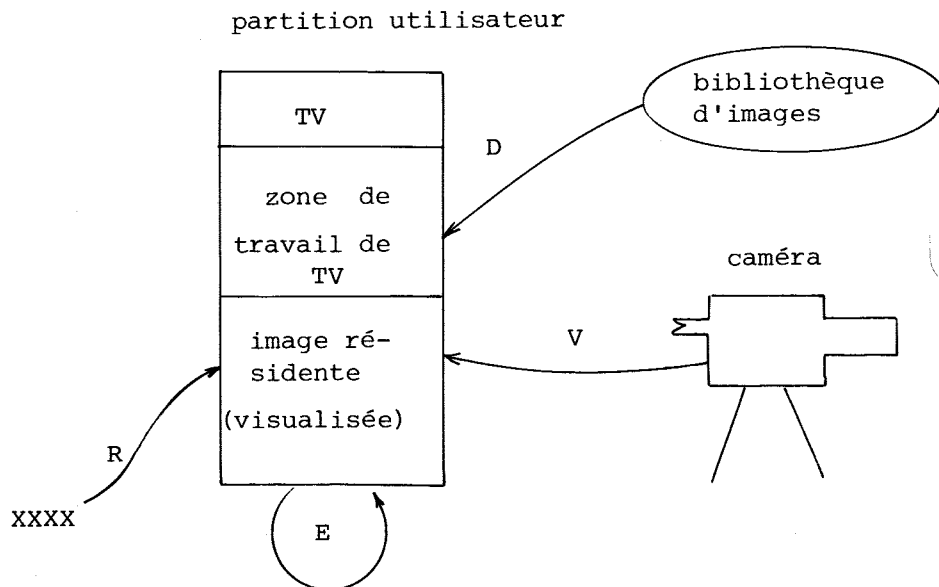 partition utilisateur
TV
bibliothèque
d'images
D
zone de
travail de
TV
caméra
V
image ré-
sidente
(visualisée)
R
XXXX
E